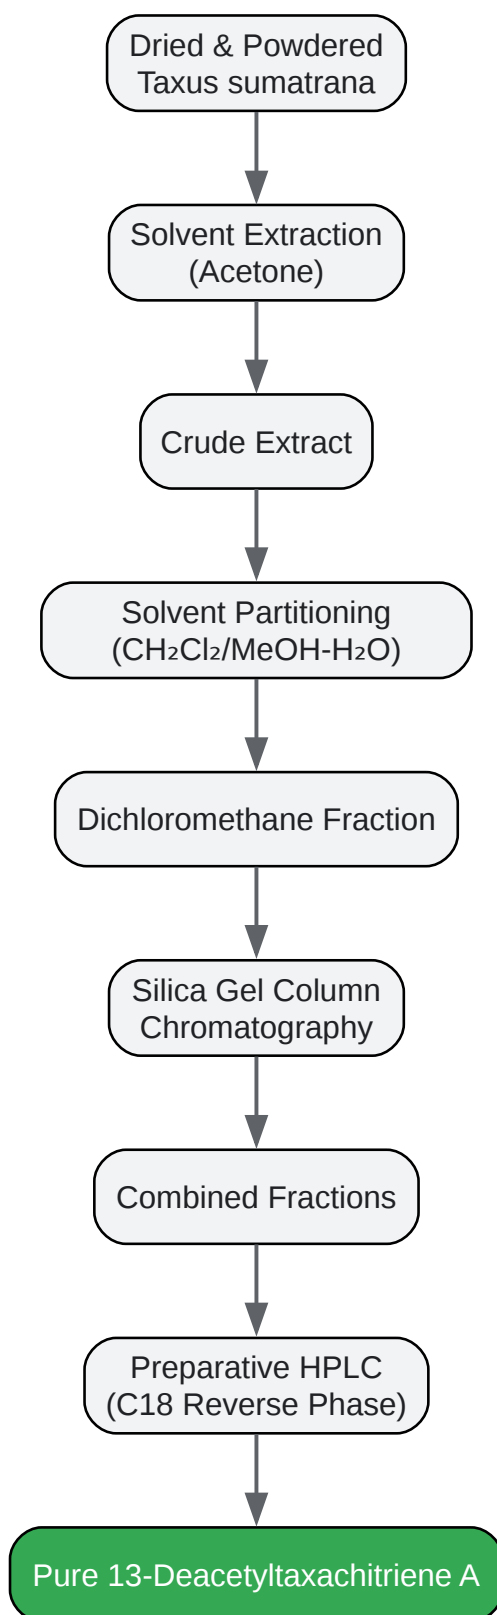 Dried & Powdered
Taxus sumatrana
Solvent Extraction
(Acetone)
Crude Extract
Solvent Partitioning
(CH₂Cl₂/MeOH-H₂O)
Dichloromethane Fraction
Silica Gel Column
Chromatography
Combined Fractions
Preparative HPLC
(C18 Reverse Phase)
Pure 13-Deacetyltaxachitriene A